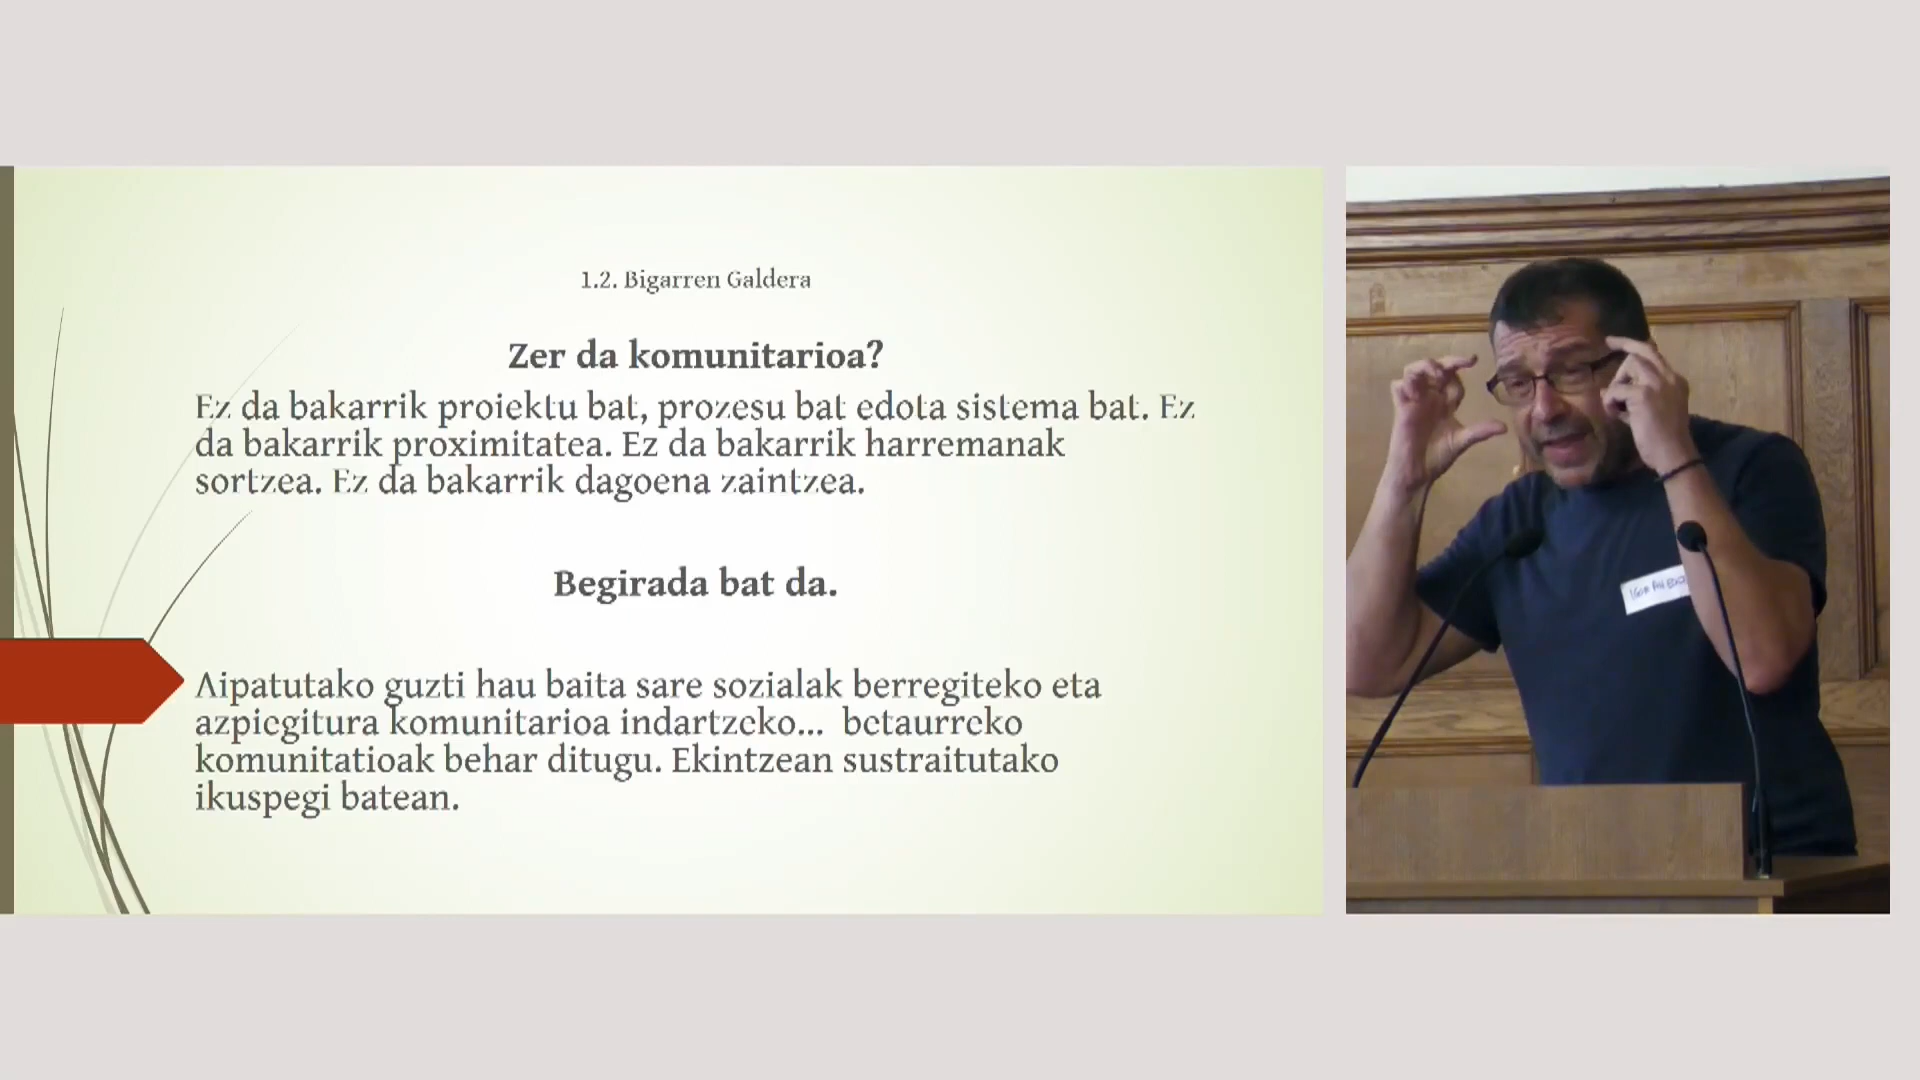 1.2. Bigarren Galdera
Zer da komunitarioa?
Ez da bakarrik proiektu bat, prozesu bat edota sistema bat. Ez
da bakarrik proximitatea. Ez da bakarrik harremanak
sortzea. Ez da bakarrik dagoena zaintzea.
Begirada bat da.
Aipatutako guzti hau baita sare sozialak berregiteko eta
azpiegitura komunitarioa indartzeko... betaurreko
komunitatioak behar ditugu. Ekintzean sustraitutako
ikuspegi batean.